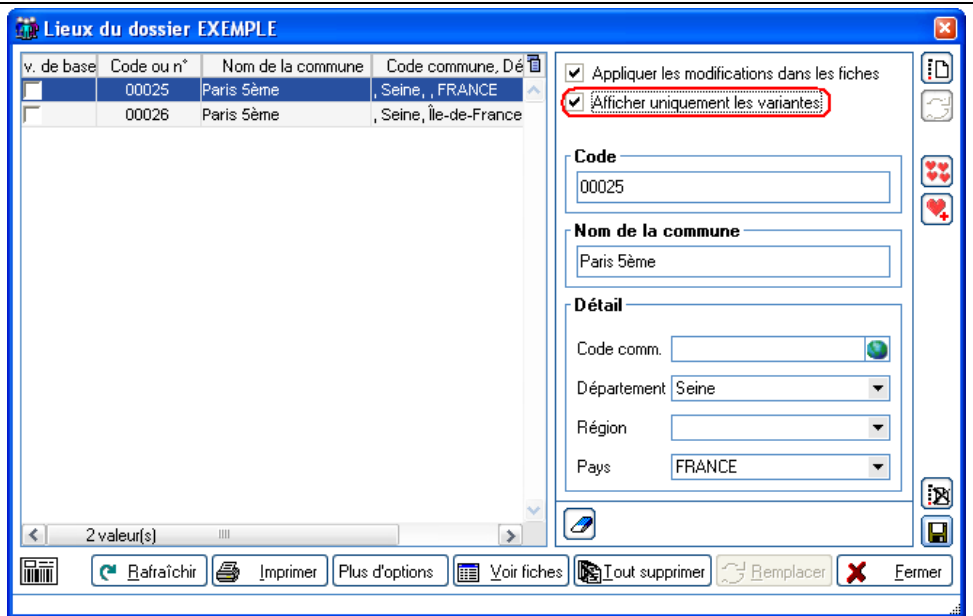 Lieux du dossier EXEMPLE
v. de base Code ou n° Nom de la commune Code commune, Dé
00025 Paris 5ème , Seine, , FRANCE
00026 Paris 5ème , Seine, Île-de-France
2 valeur(s)
Appliquer les modifications dans les fiches
Afficher uniquement les variantes
Code
00025
Nom de la commune
Paris 5ème
Détail
Code comm.
Département Seine
Région
Pays FRANCE
Rafraîchir Imprimer Plus d'options Voir fiches Tout supprimer Remplacer Fermer